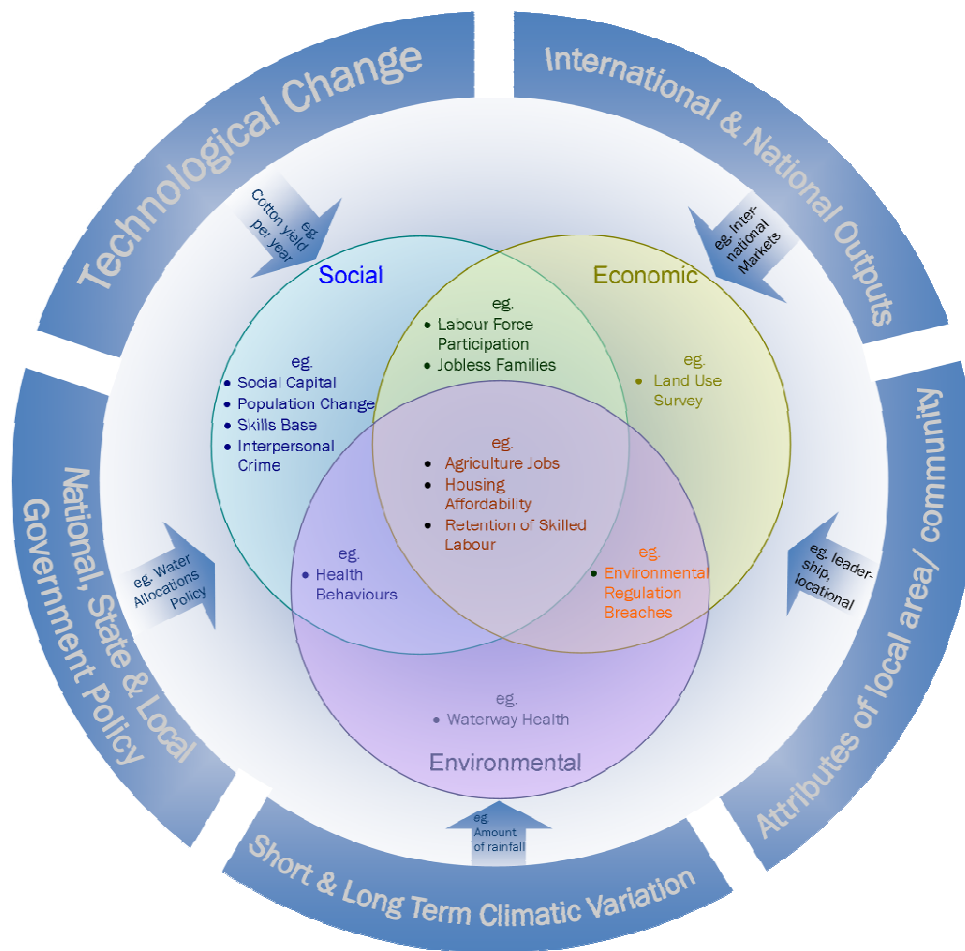 Technological Change
International & National Outputs
eg.
Cotton yield
per year
eg. Inter-
national
Markets
Social
Economic
eg.
Labour Force
Participation
Jobless Families
eg.
Social Capital
Population Change
Skills Base
Interpersonal
Crime
eg.
Land Use
Survey
eg.
Agriculture Jobs
Housing
Affordability
Retention of Skilled
Labour
National, State & Local
Government Policy
eg. Water
Allocations
Policy
eg.
Health
Behaviours
eg.
Environmental
Regulation
Breaches
eg. leader-
ship,
locational
Attributes of local area/ community
eg.
Waterway Health
Environmental
eg.
Amount
of rainfall
Short & Long Term Climatic Variation